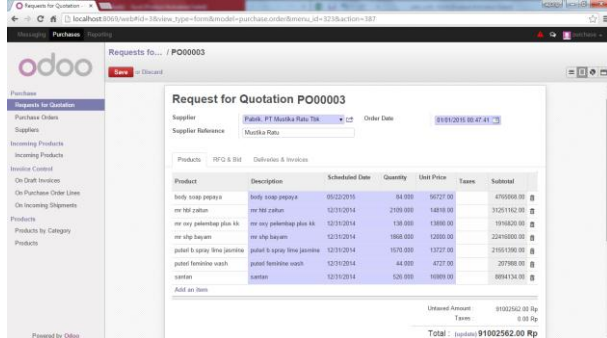 Requests for Quotation - 
localhost:8069/web#id=3&view_type=form&model=purchase.order&menu_id=323&action=387
Messaging Purchases Reporting
odoo
Requests fo... / PO00003
Save or Discard
Purchase
Requests for Quotation
Purchase Orders
Suppliers
Incoming Products
Incoming Products
Invoice Control
On Draft Invoices
On Purchase Order Lines
On Incoming Shipments
Products
Products by Category
Products
Powered by Odoo
Request for Quotation PO00003
Supplier Pabrik, PT Mustika Ratu Tbk Order Date 01/01/2015 00:47:41
Supplier Reference Mustika Ratu
Products RFQ & Bid Deliveries & Invoices
Product Description Scheduled Date Quantity Unit Price Taxes Subtotal
body soap pepaya body soap pepaya 05/22/2015 84.000 56727.00 4765068.00
mr hbl zaitun mr hbl zaitun 12/31/2014 2109.000 14818.00 31251162.00
mr oxy pelembap plus kk mr oxy pelembap plus kk 12/31/2014 138.000
mr shp bayam mr shp bayam 12/31/2014 1868.000 12000.00 22416000.00
puteri b.spray lime jasmine puteri b.spray lime jasmine 12/31/2014 1570.000 13727.00 21551390.00
puteri feminine wash puteri feminine wash 12/31/2014 44.000 4727.00 207988.00
santan santan 12/31/2014 526.000
Add an item
Untaxed Amount : 91002562.00 Rp
Taxes : 0.00 Rp
Total : (update) 91002562.00 Rp